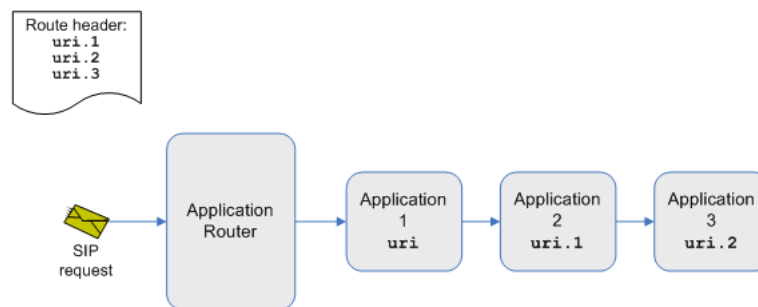 Route header:
uri.1
uri.2
uri.3
Application
Router
SIP
request
Application
1
uri
Application
2
uri.1
Application
3
uri.2